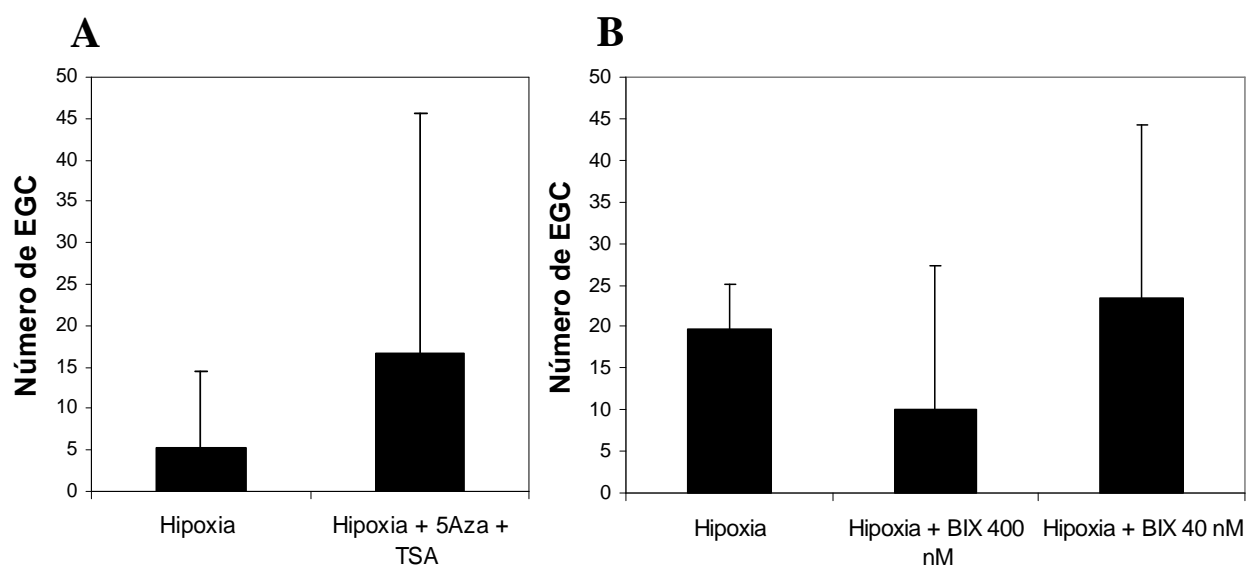 A
B
Número de EGC
50
45
40
35
30
25
20
15
10
5
0
Hipoxia
Hipoxia + 5Aza +
TSA
Número de EGC
50
45
40
35
30
25
20
15
10
5
0
Hipoxia
Hipoxia + BIX 400
nM
Hipoxia + BIX 40 nM